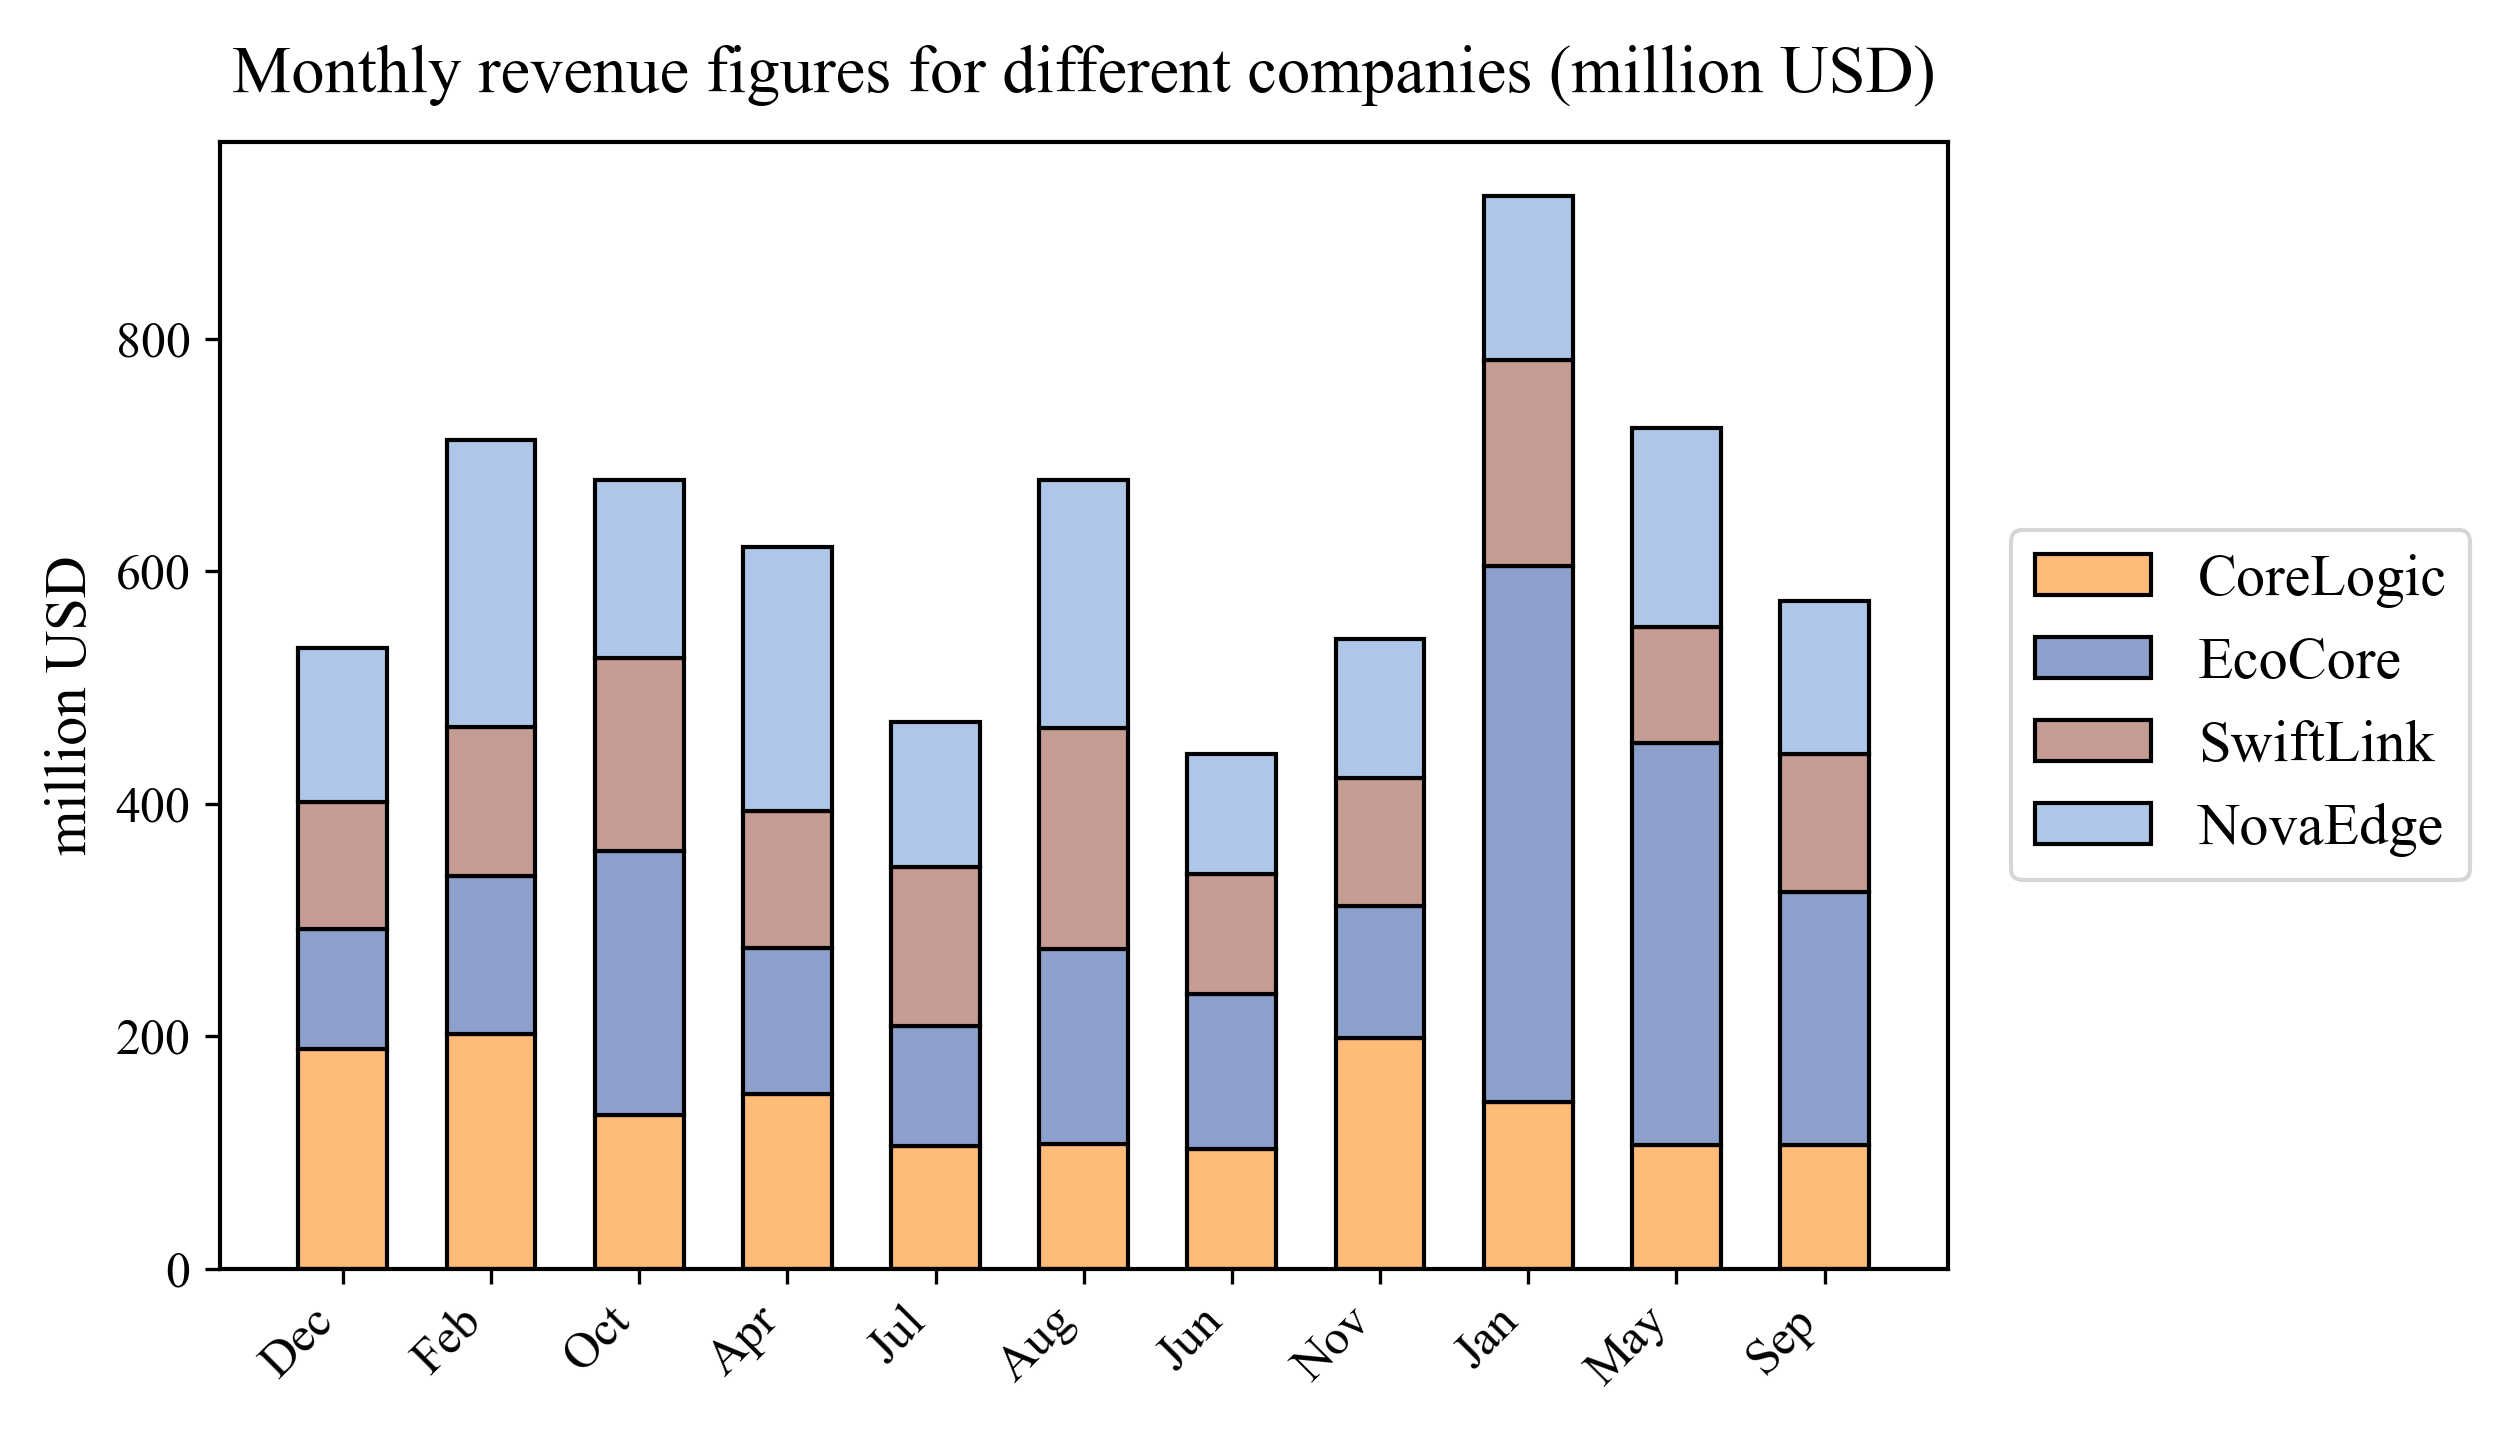 Monthly revenue figures for different companies (million USD)
million USD
800
600
400
200
0
Dec
Feb
Oct
Apr
Jul
Aug
Jun
Nov
Jan
May
Sep
CoreLogic
EcoCore
SwiftLink
NovaEdge